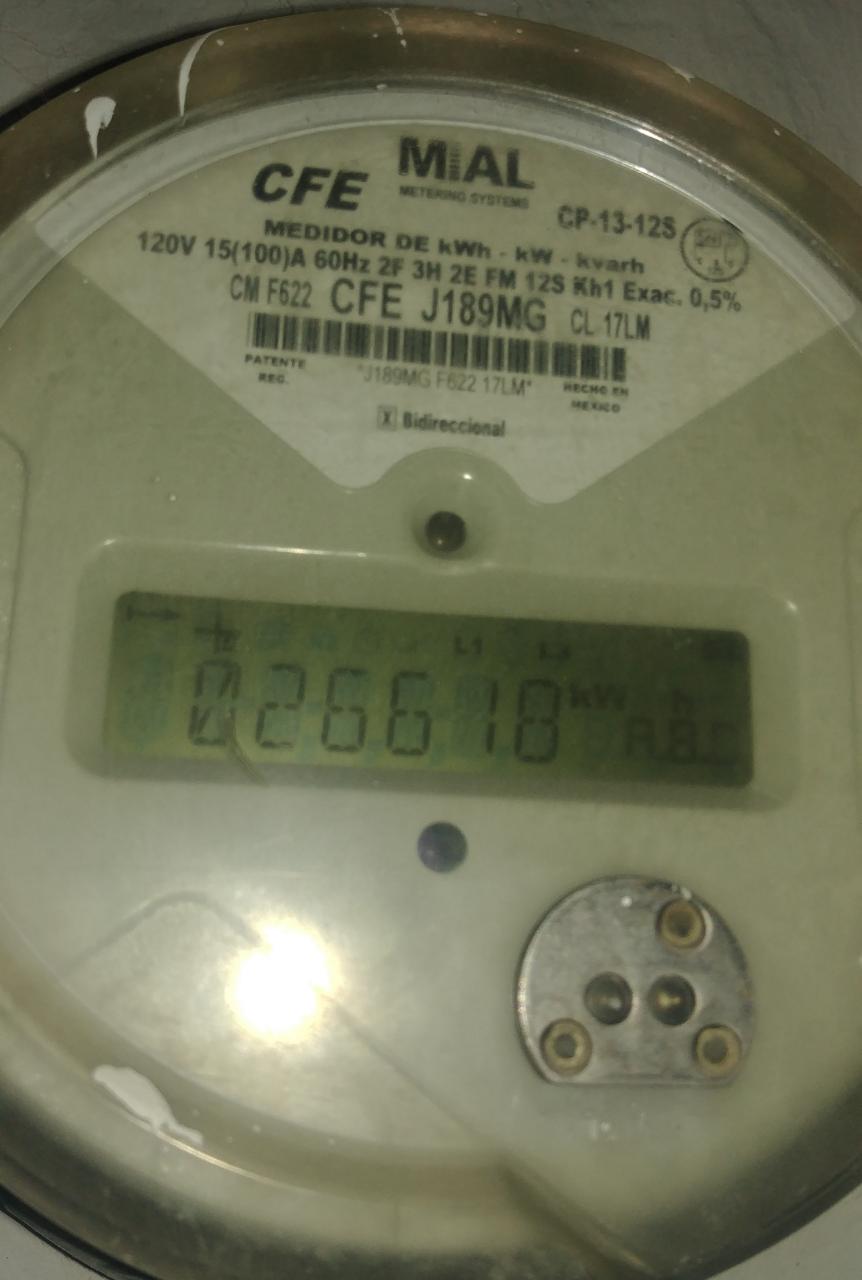 CFE
MIAL
METERING SYSTEMS
CP-13-12S
MEDIDOR DE kWh - kW - kvarh
120V 15(100)A 60Hz 2F 3H 2E FM 12S Kh1 Exac. 0,5%
CM F622 CFE J189MG CL 17LM
PATENTE
REG.
*J189MG F622 17LM*
HECHO EN
MEXICO
X Bidireccional
L1
026618 kW h
A.B.C